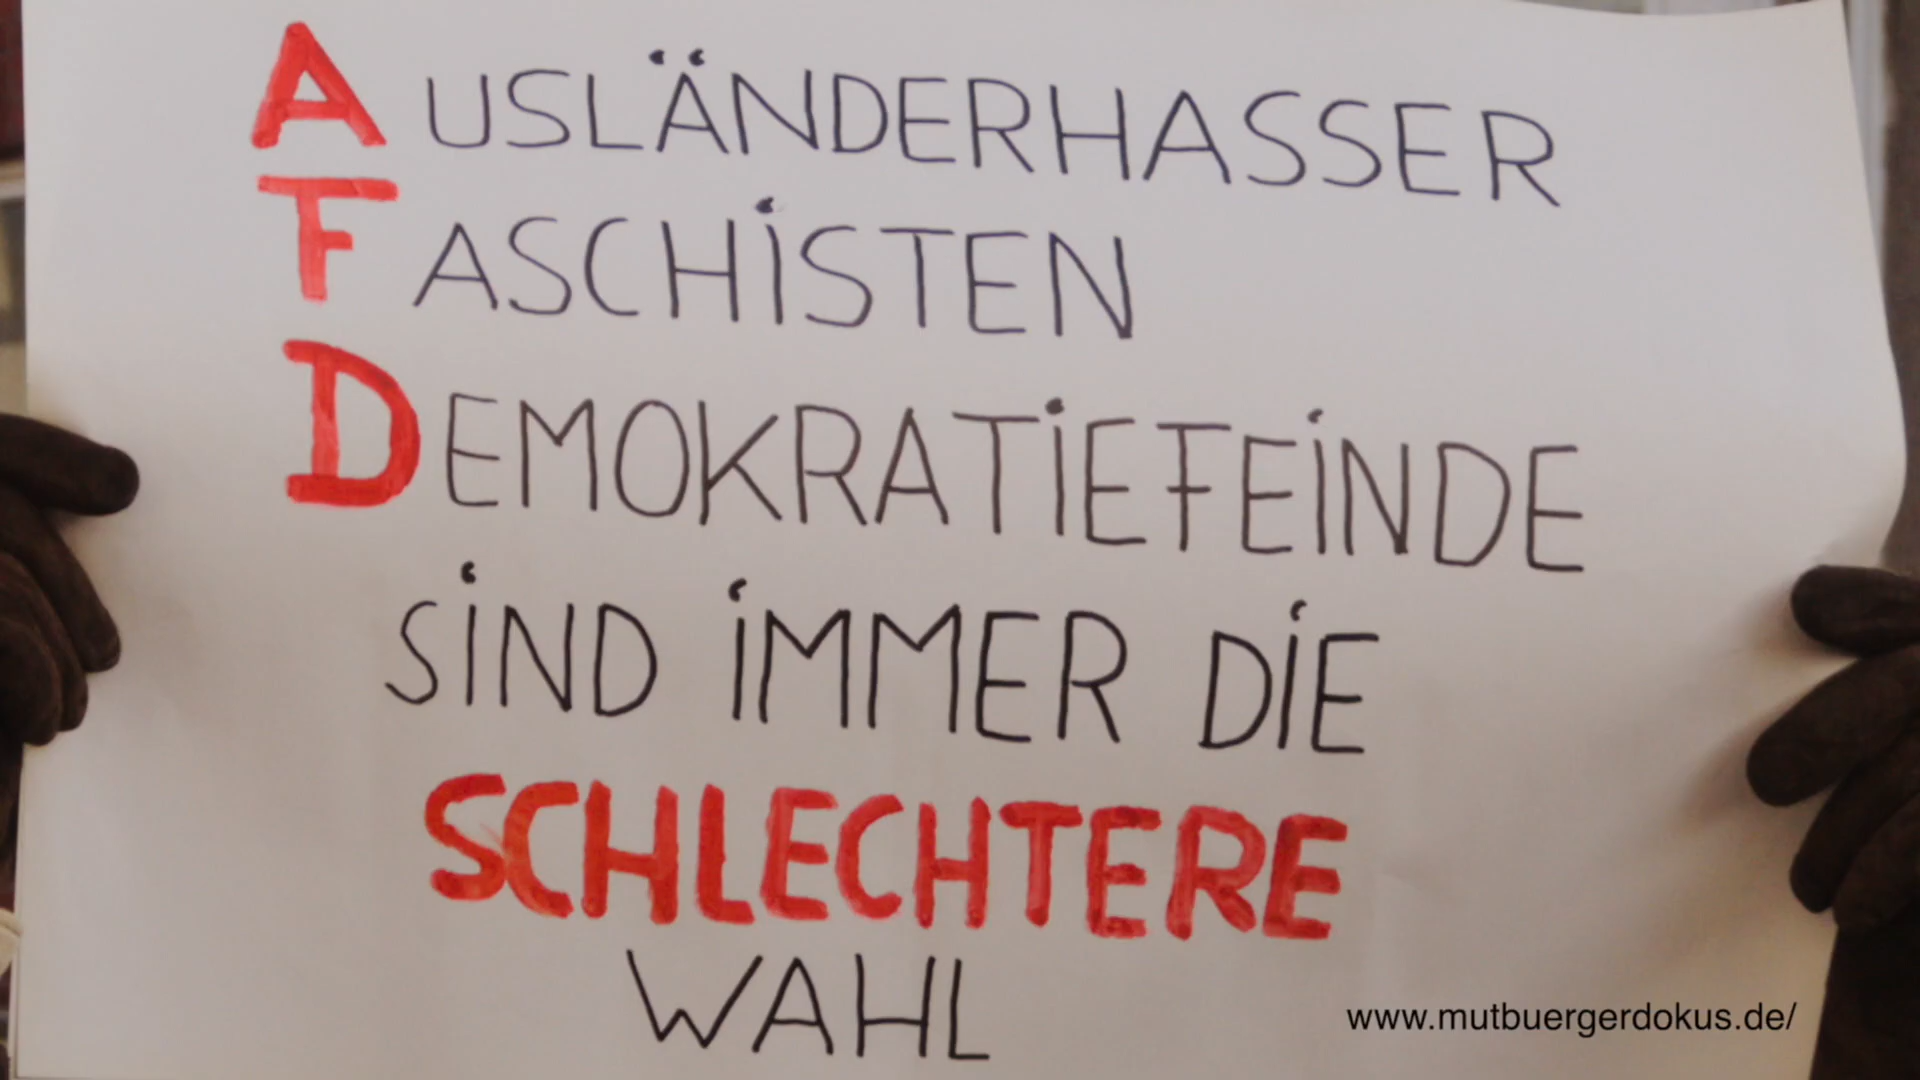 AUSLÄNDERHASSER
FASCHISTEN
DEMOKRATIEFEINDE
SIND IMMER DIE
SCHLECHTERE
WAHL
www.mutbuergerdokus.de/